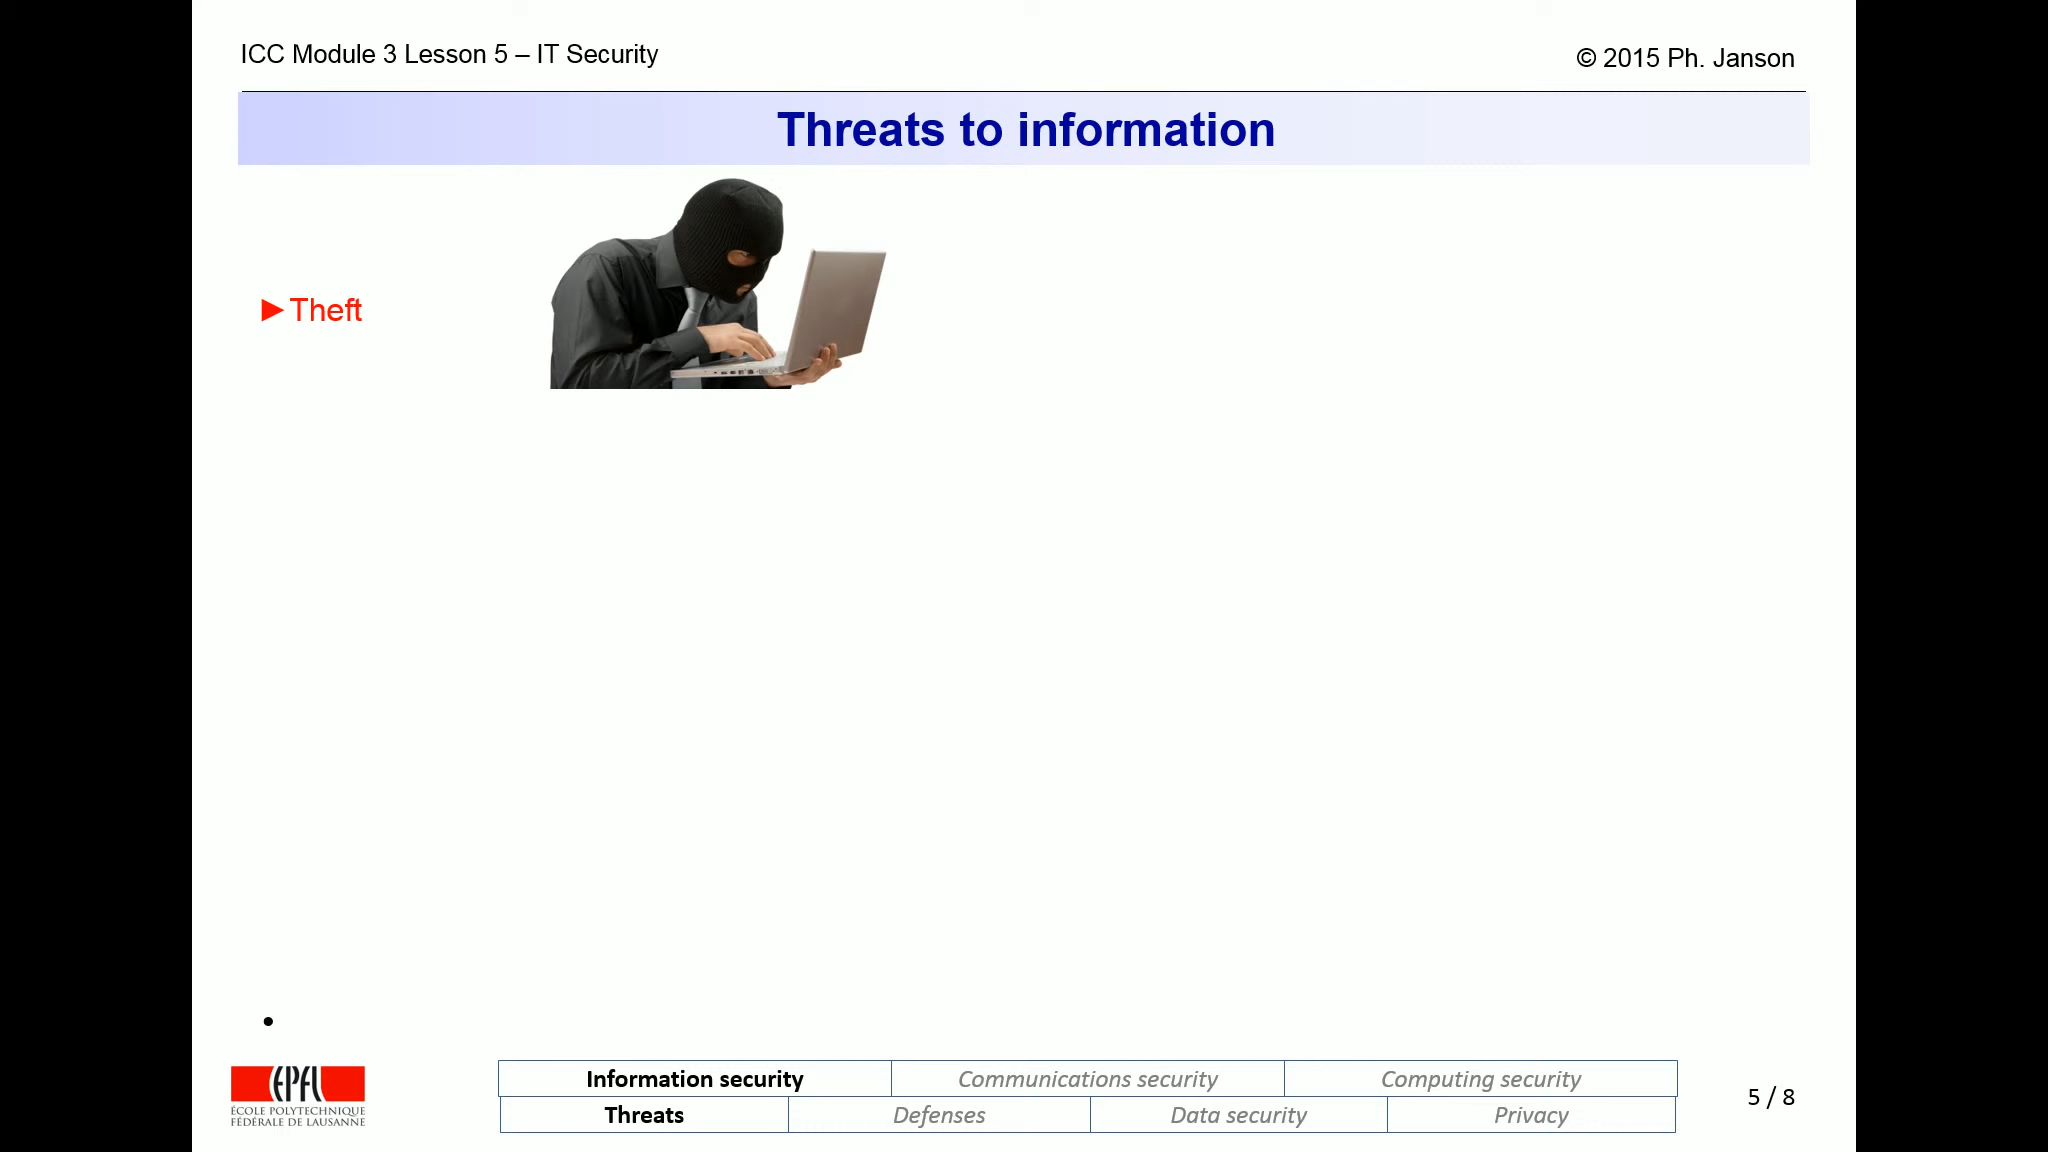 ICC Module 3 Lesson 5 – IT Security
© 2015 Ph. Janson
Threats to information
►Theft
•
EPFL
ÉCOLE POLYTECHNIQUE
FÉDÉRALE DE LAUSANNE
Information security Communications security Computing security
Threats Defenses Data security Privacy
5 / 8